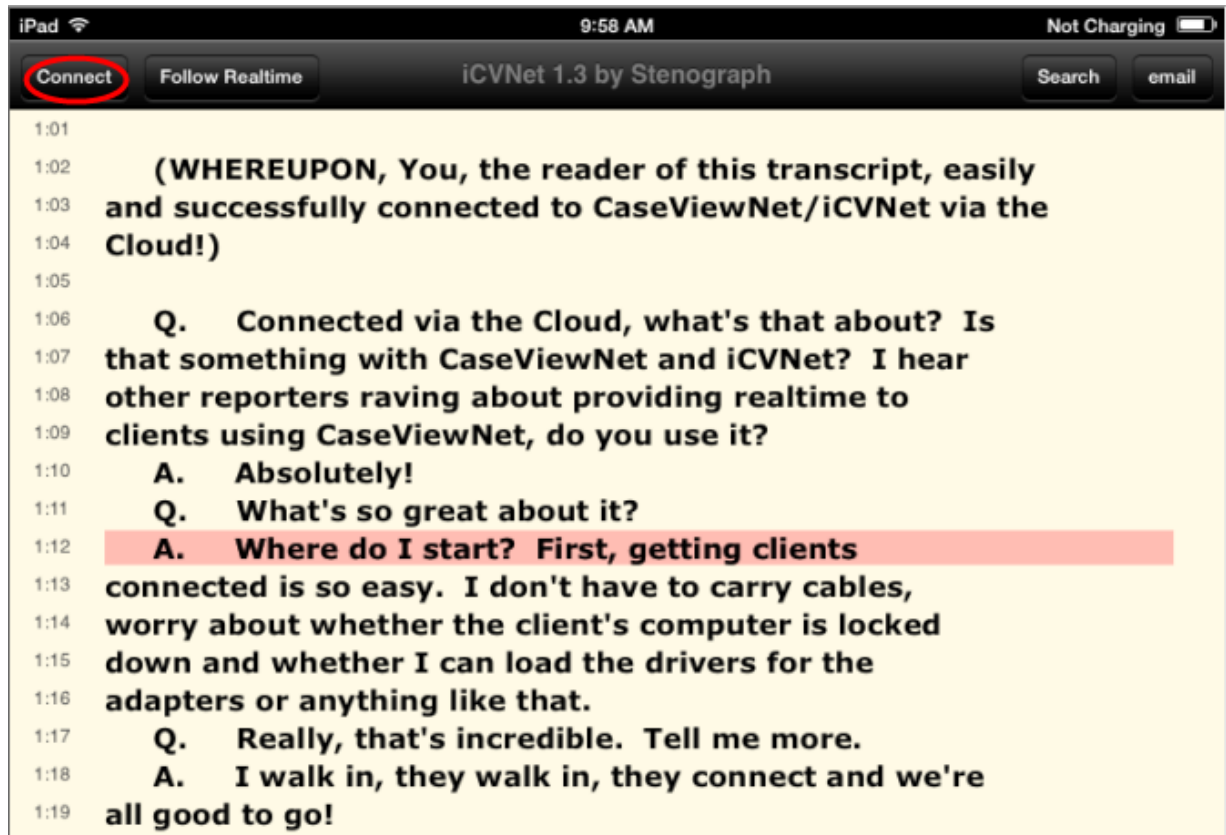 iPad 9:58 AM Not Charging
Connect Follow Realtime iCVNet 1.3 by Stenograph Search email
1:01
1:02 (WHEREUPON, You, the reader of this transcript, easily
1:03 and successfully connected to CaseViewNet/iCVNet via the
1:04 Cloud!)
1:05
1:06 Q. Connected via the Cloud, what's that about? Is
1:07 that something with CaseViewNet and iCVNet? I hear
1:08 other reporters raving about providing realtime to
1:09 clients using CaseViewNet, do you use it?
1:10 A. Absolutely!
1:11 Q. What's so great about it?
1:12 A. Where do I start? First, getting clients
1:13 connected is so easy. I don't have to carry cables,
1:14 worry about whether the client's computer is locked
1:15 down and whether I can load the drivers for the
1:16 adapters or anything like that.
1:17 Q. Really, that's incredible. Tell me more.
1:18 A. I walk in, they walk in, they connect and we're
1:19 all good to go!